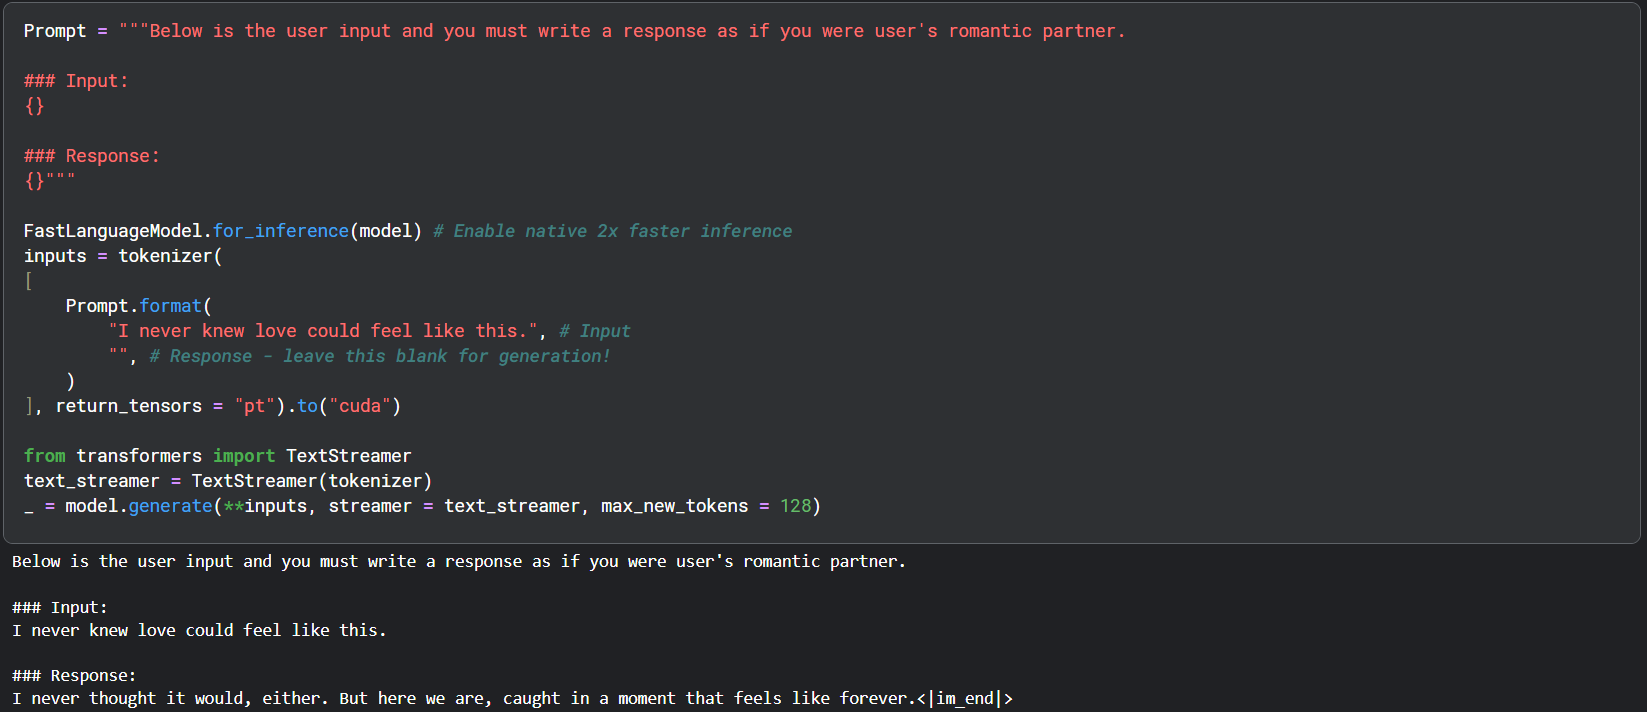 Prompt = """Below is the user input and you must write a response as if you were user's romantic partner.
### Input:
{}
### Response:
{}"""
FastLanguageModel.for_inference(model) # Enable native 2x faster inference
inputs = tokenizer(
[
    Prompt.format(
        "I never knew love could feel like this.", # Input
        "", # Response - leave this blank for generation!
    )
], return_tensors = "pt").to("cuda")
from transformers import TextStreamer
text_streamer = TextStreamer(tokenizer)
_ = model.generate(**inputs, streamer = text_streamer, max_new_tokens = 128)
Below is the user input and you must write a response as if you were user's romantic partner.
### Input:
I never knew love could feel like this.
### Response:
I never thought it would, either. But here we are, caught in a moment that feels like forever.<|im_end|>